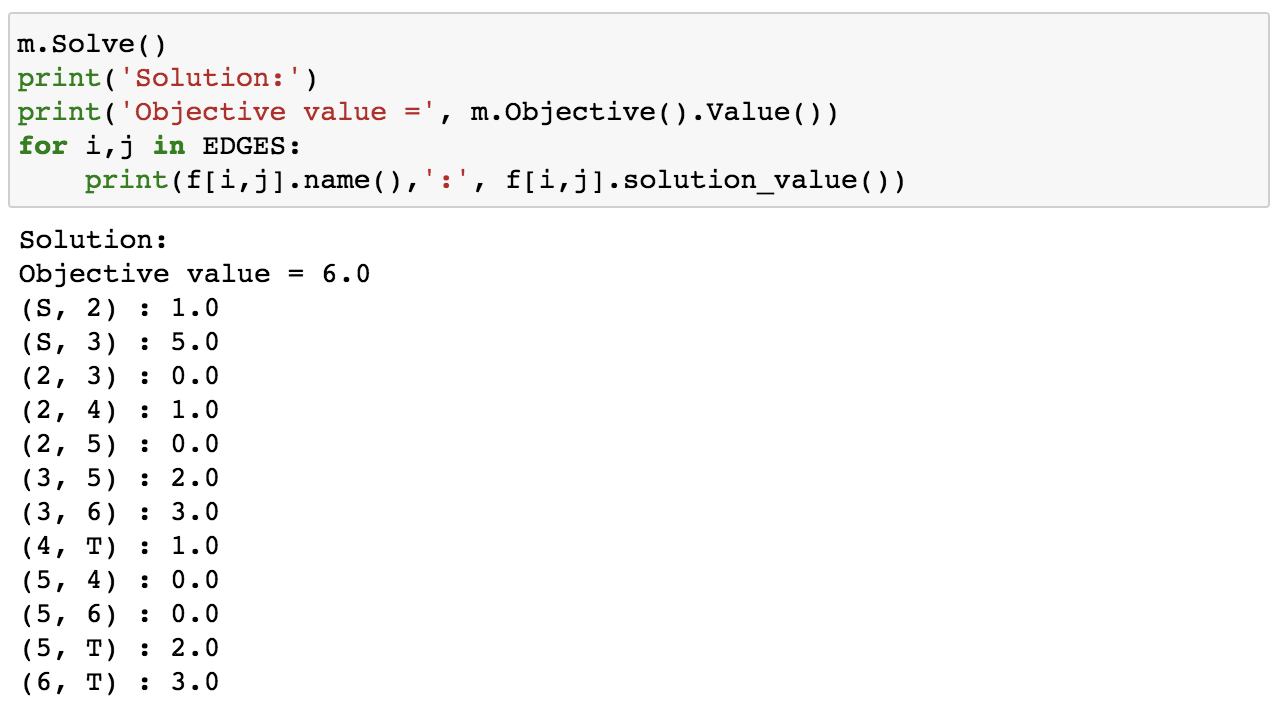 m.Solve()
print('Solution:')
print('Objective value =', m.Objective().Value())
for i,j in EDGES:
    print(f[i,j].name(),':', f[i,j].solution_value())
Solution:
Objective value = 6.0
(S, 2) : 1.0
(S, 3) : 5.0
(2, 3) : 0.0
(2, 4) : 1.0
(2, 5) : 0.0
(3, 5) : 2.0
(3, 6) : 3.0
(4, T) : 1.0
(5, 4) : 0.0
(5, 6) : 0.0
(5, T) : 2.0
(6, T) : 3.0